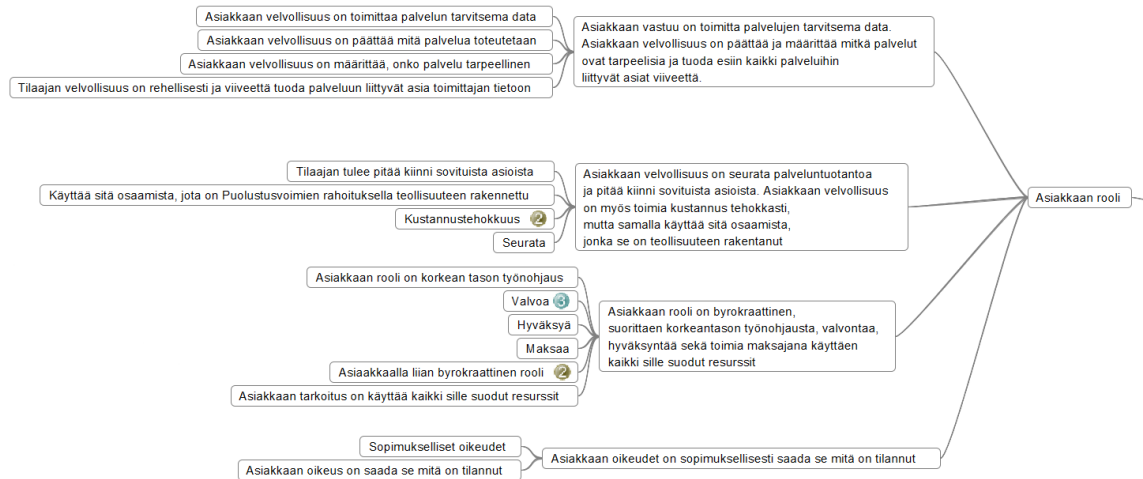 Asiakkaan velvollisuus on toimittaa palvelun tarvitsema data
Asiakkaan velvollisuus on päättää mitä palvelua toteutetaan
Asiakkaan velvollisuus on määrittää, onko palvelu tarpeellinen
Tilaajan velvollisuus on rehellisesti ja viiveettä tuoda palveluun liittyvät asia toimittajan tietoon
Asiakkaan vastuu on toimitta palvelujen tarvitsema data.
Asiakkaan velvollisuus on päättää ja määrittää mitkä palvelut
ovat tarpeelisia ja tuoda esiin kaikki palveluihin
liittyvät asiat viiveettä.
Tilaajan tulee pitää kiinni sovituista asioista
Käyttää sitä osaamista, jota on Puolustusvoimien rahoituksella teollisuuteen rakennettu
Kustannustehokkuus 2
Seurata
Asiakkaan velvollisuus on seurata palveluntuotantoa
ja pitää kiinni sovituista asioista. Asiakkaan velvollisuus
on myös toimia kustannus tehokkasti,
mutta samalla käyttää sitä osaamista,
jonka se on teollisuuteen rakentanut
Asiakkaan rooli
Asiakkaan rooli on korkean tason työnohjaus
Valvoa 3
Hyväksyä
Maksaa
Asiaakkaalla liian byrokraattinen rooli 2
Asiakkaan tarkoitus on käyttää kaikki sille suodut resurssit
Asiakkaan rooli on byrokraattinen,
suorittaen korkeantason työnohjausta, valvontaa,
hyväksyntää sekä toimia maksajana käyttäen
kaikki sille suodut resurssit
Sopimukselliset oikeudet
Asiakkaan oikeus on saada se mitä on tilannut
Asiakkaan oikeudet on sopimuksellisesti saada se mitä on tilannut